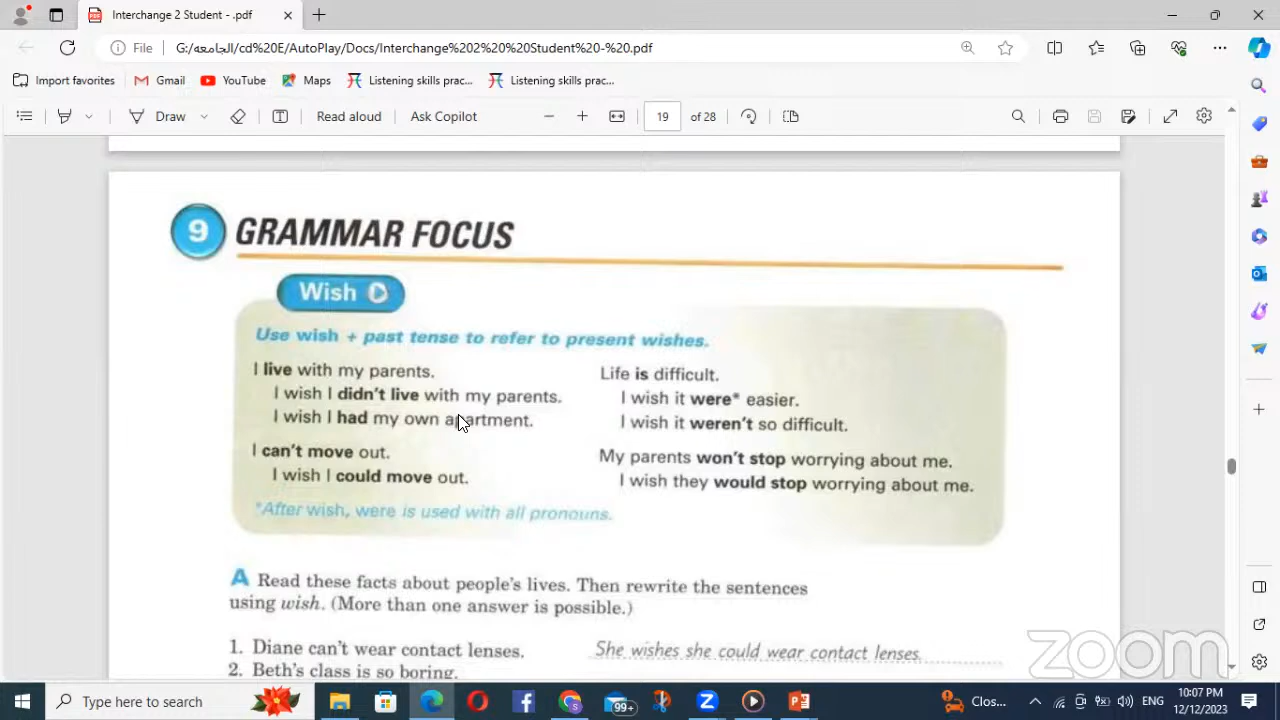 Interchange 2 Student - .pdf
File
G:/الجامعه/cd%20E/AutoPlay/Docs/Interchange%202%20%20Student%20-%20.pdf
Import favorites
Gmail
YouTube
Maps
Listening skills prac...
Listening skills prac...
Draw
Read aloud
Ask Copilot
19
of 28
9
GRAMMAR FOCUS
Wish
Use wish + past tense to refer to present wishes.
I live with my parents.
I wish I didn't live with my parents.
I wish I had my own apartment.
I can't move out.
I wish I could move out.
Life is difficult.
I wish it were* easier.
I wish it weren't so difficult.
My parents won't stop worrying about me.
I wish they would stop worrying about me.
*After wish, were is used with all pronouns.
A Read these facts about people's lives. Then rewrite the sentences
using wish. (More than one answer is possible.)
1. Diane can't wear contact lenses.
She wishes she could wear contact lenses.
2. Beth's class is so boring.
zoom
Type here to search
99+
Clos...
ENG
10:07 PM
12/12/2023